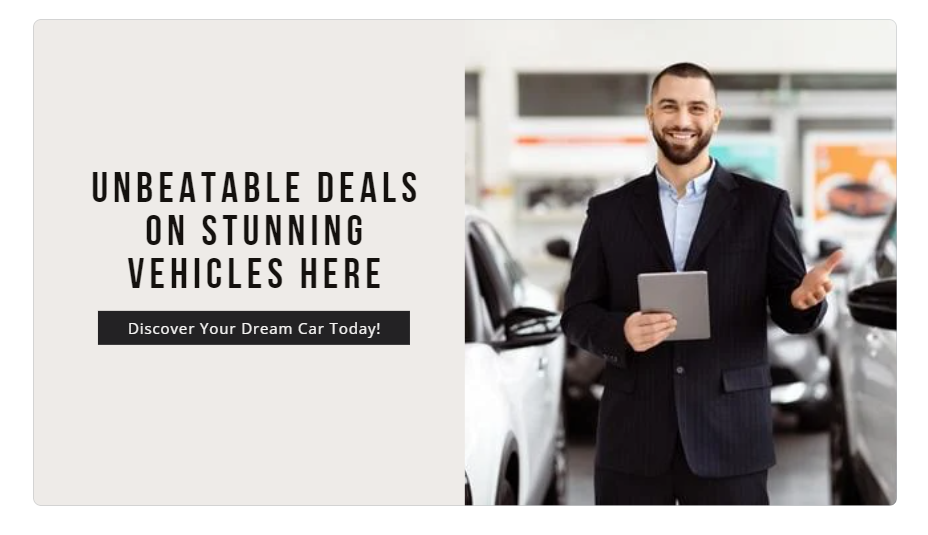 UNBEATABLE DEALS
ON STUNNING
VEHICLES HERE
Discover Your Dream Car Today!